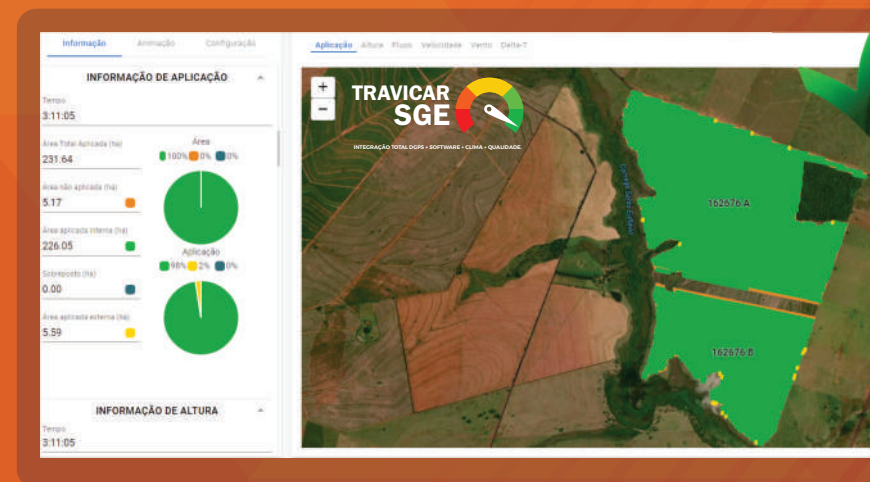 Informação Animação Configuração
INFORMAÇÃO DE APLICAÇÃO
Tempo
3:11:05
Área Total Aplicada (ha)
231.64
Área não aplicada (ha)
5.17
Área aplicada interna (ha)
226.05
Sobreposto (ha)
0.00
Área aplicada externa (ha)
5.59
Área
100% 0% 0%
Aplicação
98% 2% 0%
INFORMAÇÃO DE ALTURA
Tempo
3:11:05
Aplicação Altura Fluxo Velocidade Vento Delta-T
+
−
TRAVICAR
SGE
INTEGRAÇÃO TOTAL DGPS • SOFTWARE • CLIMA • QUALIDADE
162676 A
162676 B